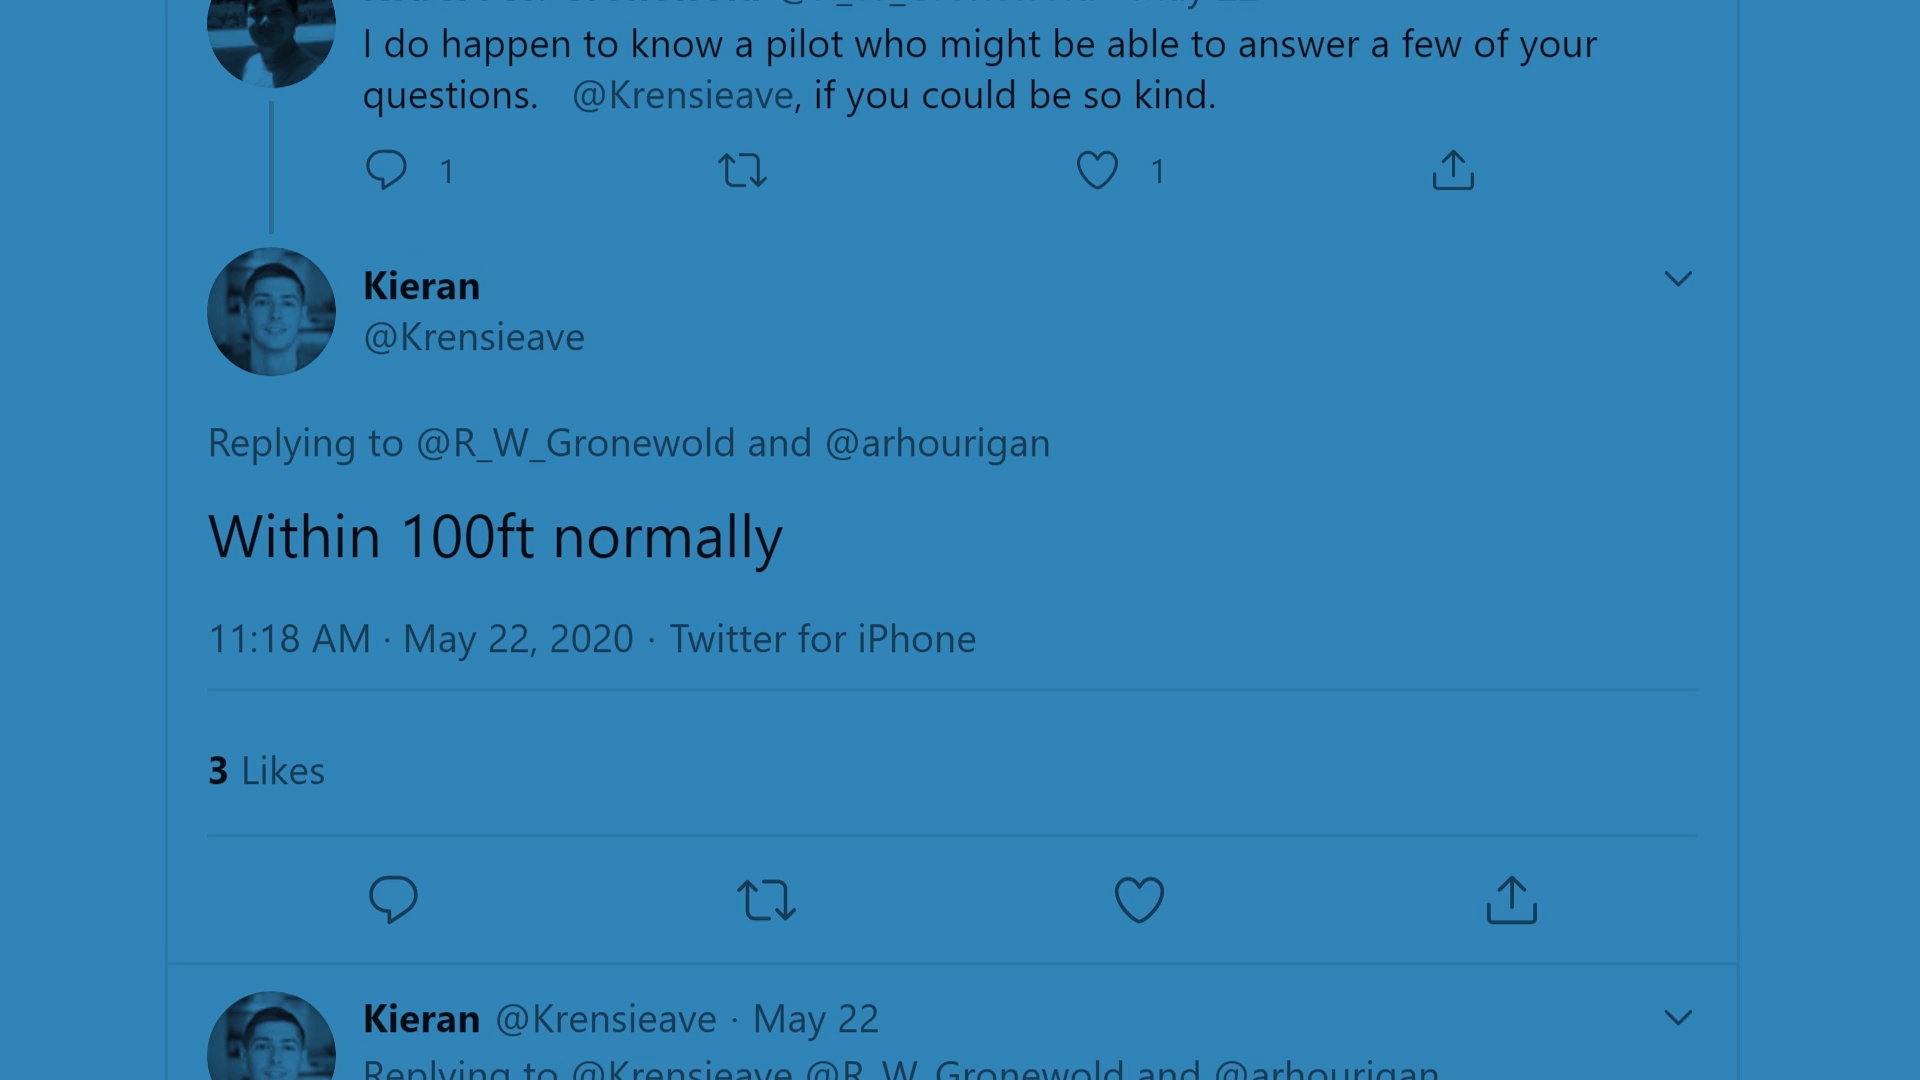 I do happen to know a pilot who might be able to answer a few of your
questions. @Krensieave, if you could be so kind.
1 1
Kieran
@Krensieave
Replying to @R_W_Gronewold and @arhourigan
Within 100ft normally
11:18 AM · May 22, 2020 · Twitter for iPhone
3 Likes
Kieran @Krensieave · May 22
Replying to @Krensieave @R_W_Gronewold and @arhourigan